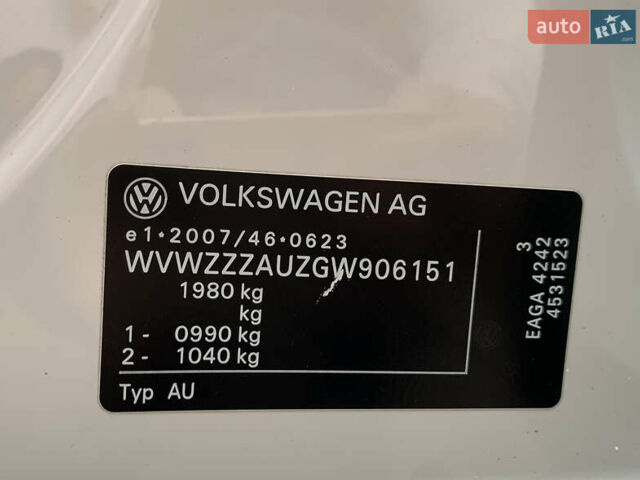 auto RIA .com
VOLKSWAGEN AG
e1*2007/46*0623
WVWZZZAUZGW906151
1980 kg
kg
1 - 0990 kg
2 - 1040 kg
Typ AU
3
EAGA 4242
4531523